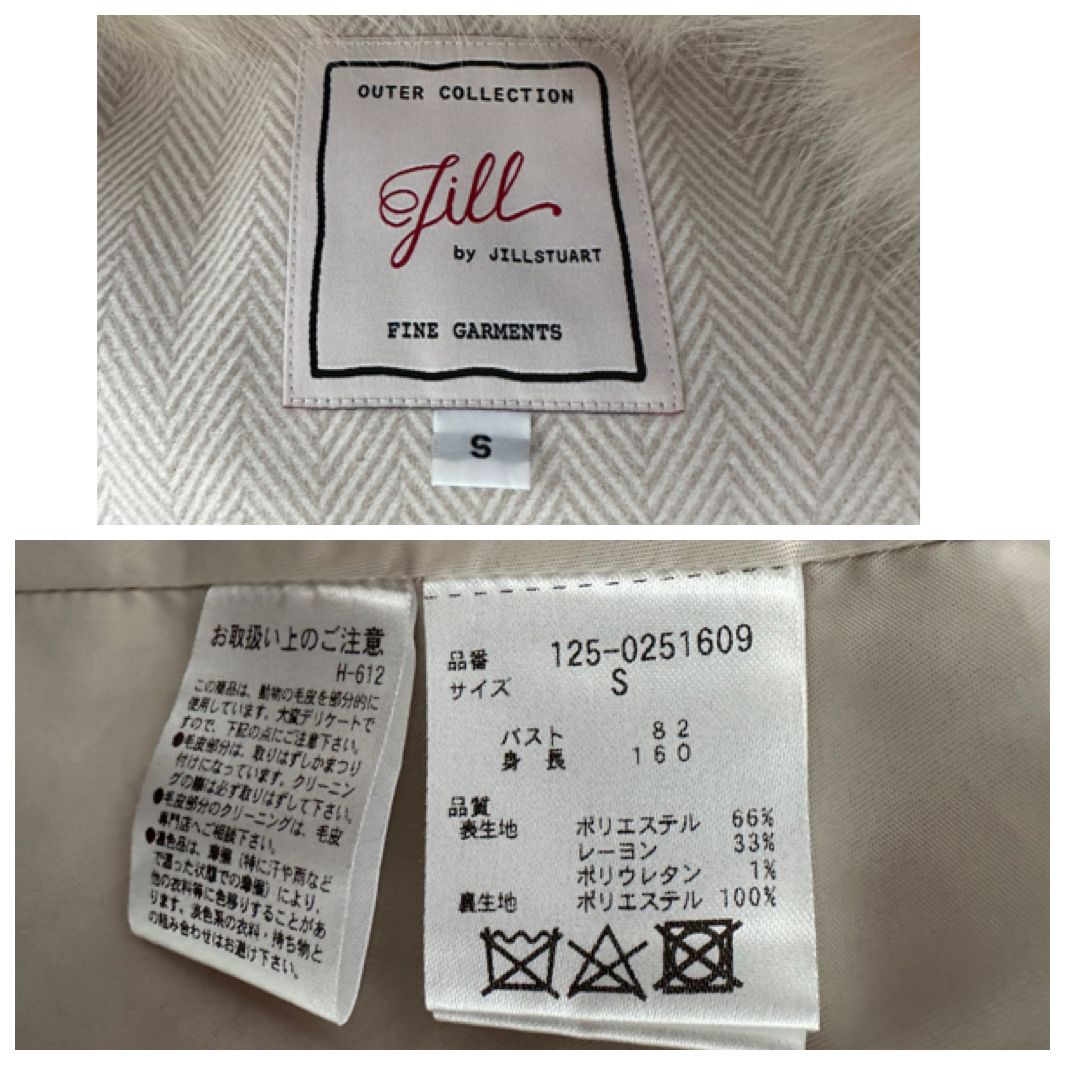 OUTER COLLECTION
Jill
by JILLSTUART
FINE GARMENTS
S
お取扱い上のご注意
H-612
この商品は、動物の毛皮を部分的に
使用しています。大変デリケートで
すので、下記の点にご注意下さい。
●毛皮部分は、取りはずしかまつり
付けになっています。クリーニン
グの際は必ず取りはずして下さい。
●毛皮部分のクリーニングは、毛皮
専門店へご相談下さい。
●濃色品は、摩擦（特に汗や雨など
で湿った状態での摩擦）により、
他の衣料等に色移りすることがあ
ります。淡色系の衣料・持ち物と
の組み合わせはお避け下さい。
品番 125-0251609
サイズ S
バスト 82
身長 160
品質
表生地 ポリエステル 66%
レーヨン 33%
ポリウレタン 1%
裏生地 ポリエステル 100%